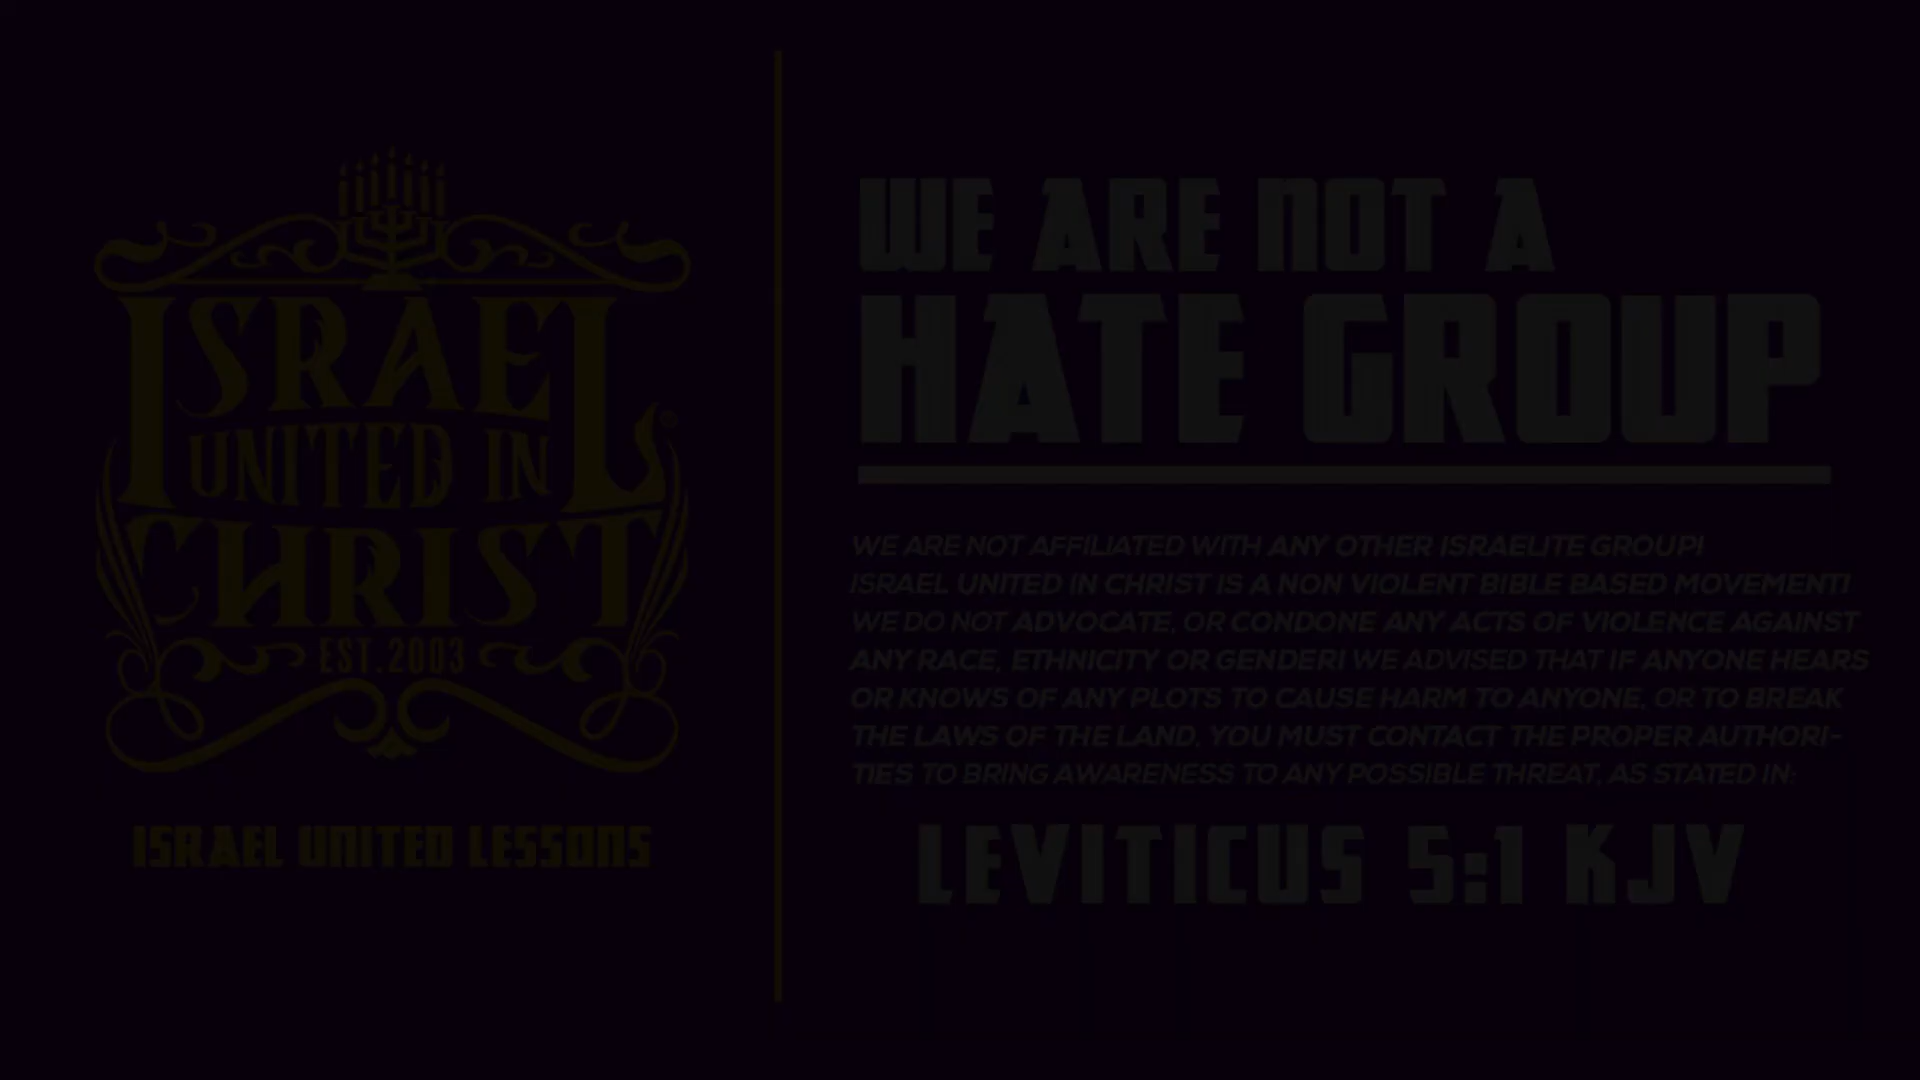 ISRAEL
UNITED IN
CHRIST
EST. 2003
ISRAEL UNITED LESSONS
WE ARE NOT A
HATE GROUP
WE ARE NOT AFFILIATED WITH ANY OTHER ISRAELITE GROUP!
ISRAEL UNITED IN CHRIST IS A NON VIOLENT BIBLE BASED MOVEMENT!
WE DO NOT ADVOCATE, OR CONDONE ANY ACTS OF VIOLENCE AGAINST
ANY RACE, ETHNICITY OR GENDER! WE ADVISED THAT IF ANYONE HEARS
OR KNOWS OF ANY PLOTS TO CAUSE HARM TO ANYONE, OR TO BREAK
THE LAWS OF THE LAND, YOU MUST CONTACT THE PROPER AUTHORI-
TIES TO BRING AWARENESS TO ANY POSSIBLE THREAT, AS STATED IN:
LEVITICUS 5:1 KJV